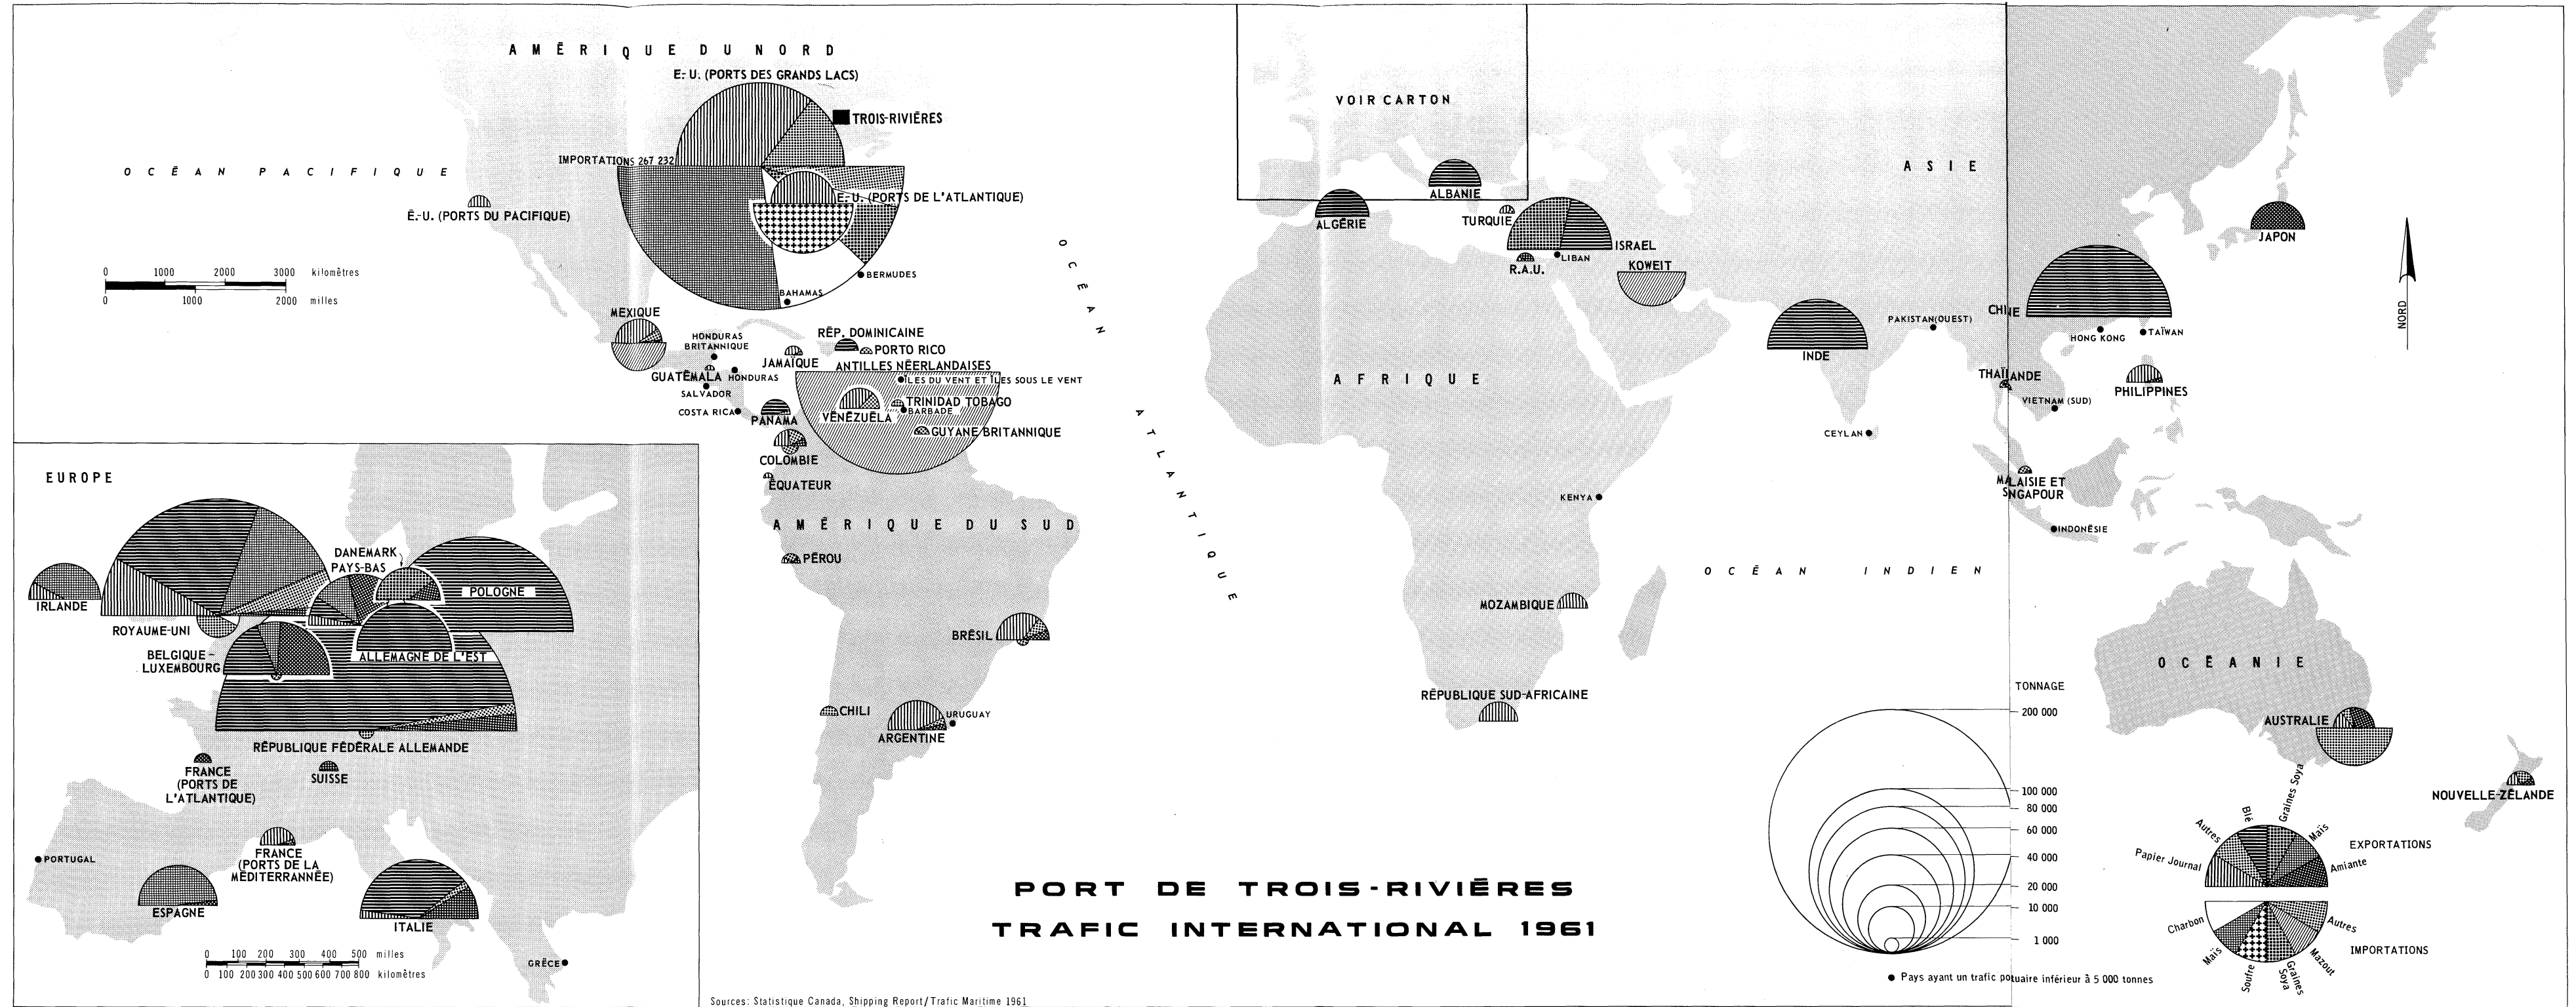 AMÉRIQUE DU NORD
E.-U. (PORTS DES GRANDS LACS)
TROIS-RIVIÈRES
IMPORTATIONS 267 232
OCÉAN PACIFIQUE
É.-U. (PORTS DU PACIFIQUE)
E.-U. (PORTS DE L'ATLANTIQUE)
0 1000 2000 3000 kilomètres
0 1000 2000 milles
BERMUDES
BAHAMAS
MEXIQUE
HONDURAS
BRITANNIQUE
RÉP. DOMINICAINE
PORTO RICO
JAMAÏQUE
ANTILLES NÉERLANDAISES
GUATÉMALA
HONDURAS
ÎLES DU VENT ET ÎLES SOUS LE VENT
SALVADOR
TRINIDAD TOBAGO
COSTA RICA
BARBADE
PANAMA
VÉNÉZUÉLA
GUYANE BRITANNIQUE
COLOMBIE
ÉQUATEUR
AMÉRIQUE DU SUD
PÉROU
BRÉSIL
CHILI
URUGUAY
ARGENTINE
OCÉAN ATLANTIQUE
VOIR CARTON
ALBANIE
ALGÉRIE
TURQUIE
ISRAEL
LIBAN
R.A.U.
KOWEIT
AFRIQUE
KENYA
MOZAMBIQUE
RÉPUBLIQUE SUD-AFRICAINE
ASIE
JAPON
CHINE
PAKISTAN(OUEST)
HONG KONG
TAÏWAN
INDE
THAÏLANDE
PHILIPPINES
VIETNAM (SUD)
CEYLAN
MALAISIE ET
SINGAPOUR
INDONÉSIE
OCÉAN INDIEN
NORD
OCÉANIE
AUSTRALIE
NOUVELLE-ZÉLANDE
EUROPE
DANEMARK
PAYS-BAS
POLOGNE
IRLANDE
ROYAUME-UNI
BELGIQUE-
LUXEMBOURG
ALLEMAGNE DE L'EST
RÉPUBLIQUE FÉDÉRALE ALLEMANDE
FRANCE
(PORTS DE
L'ATLANTIQUE)
SUISSE
FRANCE
(PORTS DE LA
MÉDITERRANNÉE)
PORTUGAL
ESPAGNE
ITALIE
GRÈCE
0 100 200 300 400 500 milles
0 100 200 300 400 500 600 700 800 kilomètres
PORT DE TROIS-RIVIÈRES
TRAFIC INTERNATIONAL 1961
TONNAGE
200 000
100 000
80 000
60 000
40 000
20 000
10 000
1 000
Pays ayant un trafic potuaire inférieur à 5 000 tonnes
Papier Journal
Autres
Blé
Graines Soya
Maïs
Amiante
EXPORTATIONS
Charbon
Maïs
Soufre
Graines
Soya
Mazout
Autres
IMPORTATIONS
Sources: Statistique Canada, Shipping Report/Trafic Maritime 1961